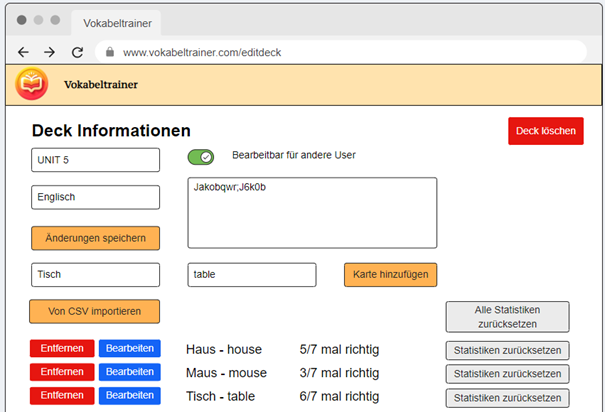 Vokabeltrainer
www.vokabeltrainer.com/editdeck
Vokabeltrainer
Deck Informationen
Deck löschen
UNIT 5
Bearbeitbar für andere User
Englisch
Jakobqwr;J6k0b
Änderungen speichern
Tisch
table
Karte hinzufügen
Von CSV importieren
Alle Statistiken
zurücksetzen
Entfernen Bearbeiten Haus - house 5/7 mal richtig Statistiken zurücksetzen
Entfernen Bearbeiten Maus - mouse 3/7 mal richtig Statistiken zurücksetzen
Entfernen Bearbeiten Tisch - table 6/7 mal richtig Statistiken zurücksetzen